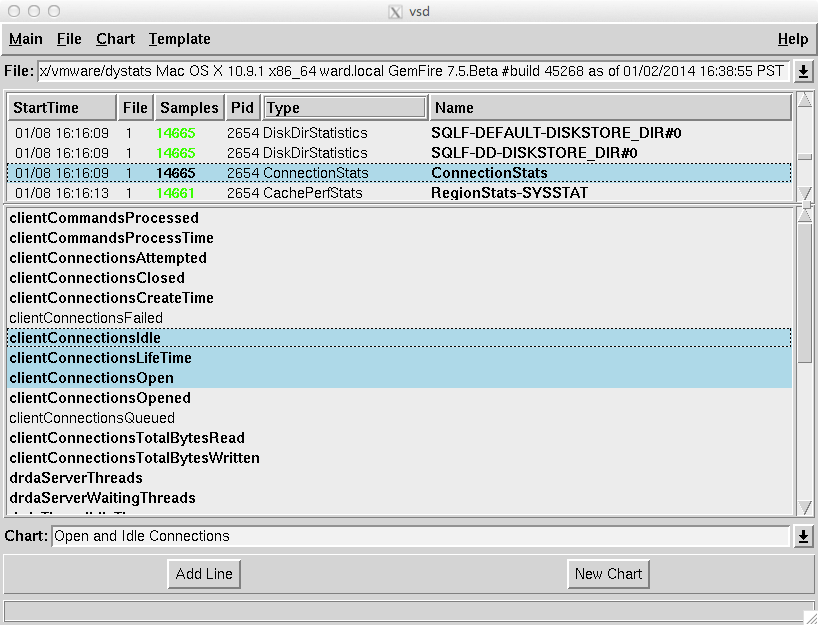 vsd
Main File Chart Template Help
File: x/vmware/dystats Mac OS X 10.9.1 x86_64 ward.local GemFire 7.5.Beta #build 45268 as of 01/02/2014 16:38:55 PST
StartTime File Samples Pid Type Name
01/08 16:16:09 1 14665 2654 DiskDirStatistics SQLF-DEFAULT-DISKSTORE_DIR#0
01/08 16:16:09 1 14665 2654 DiskDirStatistics SQLF-DD-DISKSTORE_DIR#0
01/08 16:16:09 1 14665 2654 ConnectionStats ConnectionStats
01/08 16:16:13 1 14661 2654 CachePerfStats RegionStats-SYSSTAT
clientCommandsProcessed
clientCommandsProcessTime
clientConnectionsAttempted
clientConnectionsClosed
clientConnectionsCreateTime
clientConnectionsFailed
clientConnectionsIdle
clientConnectionsLifeTime
clientConnectionsOpen
clientConnectionsOpened
clientConnectionsQueued
clientConnectionsTotalBytesRead
clientConnectionsTotalBytesWritten
drdaServerThreads
drdaServerWaitingThreads
Chart: Open and Idle Connections
Add Line New Chart